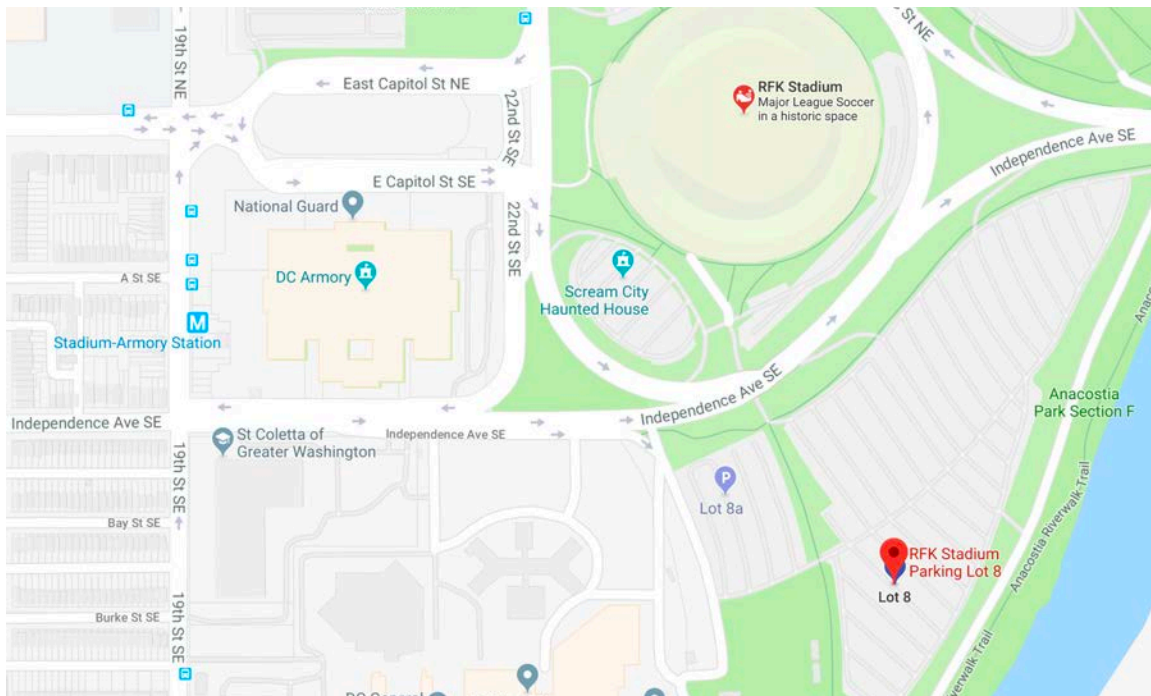 19th St NE
East Capitol St NE
22nd St SE
E Capitol St SE
National Guard
22nd St SE
DC Armory
A St SE
M
Stadium-Armory Station
RFK Stadium
Major League Soccer
in a historic space
St NE
Independence Ave SE
Scream City
Haunted House
Independence Ave SE
Independence Ave SE
Independence Ave SE
St Coletta of
Greater Washington
19th St SE
Bay St SE
Burke St SE
19th St SE
P
Lot 8a
RFK Stadium
Parking Lot 8
Lot 8
Anacostia
Park Section F
Anacostia Riverwalk Trail